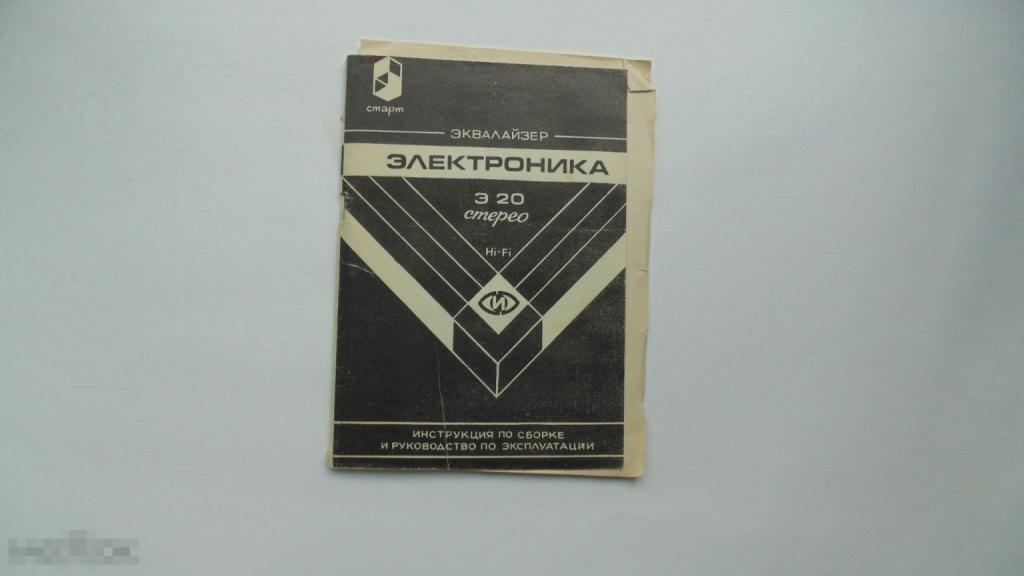 старт
ЭКВАЛАЙЗЕР
ЭЛЕКТРОНИКА
Э 20
стерео
Hi-Fi
ИНСТРУКЦИЯ ПО СБОРКЕ
И РУКОВОДСТВО ПО ЭКСПЛУАТАЦИИ